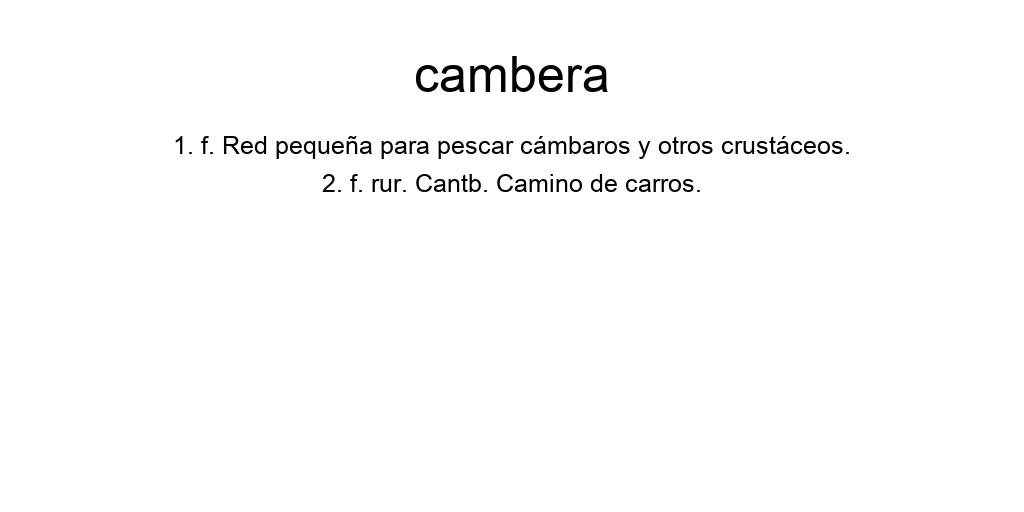 cambera
1. f. Red pequeña para pescar cámbaros y otros crustáceos.
2. f. rur. Cantb. Camino de carros.